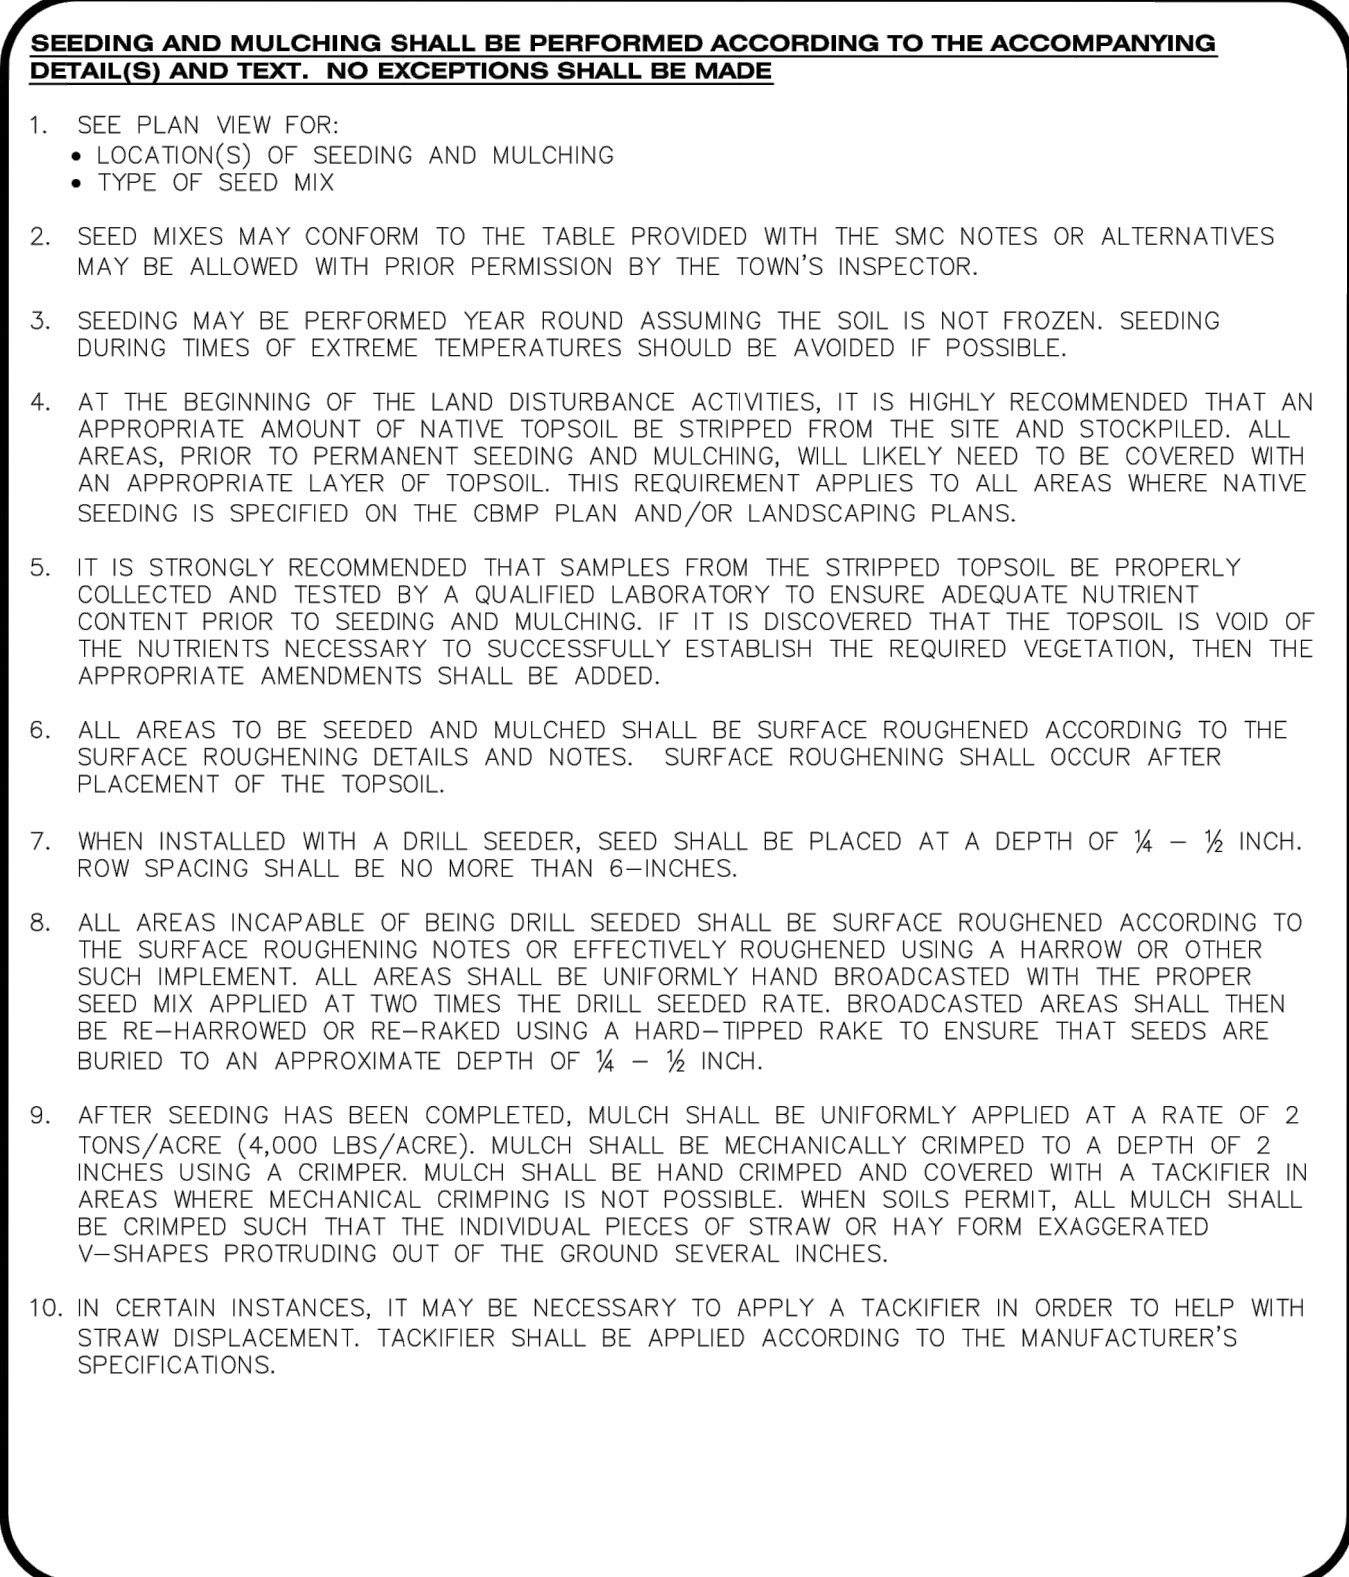 SEEDING AND MULCHING SHALL BE PERFORMED ACCORDING TO THE ACCOMPANYING
DETAIL(S) AND TEXT. NO EXCEPTIONS SHALL BE MADE
1. SEE PLAN VIEW FOR:
• LOCATION(S) OF SEEDING AND MULCHING
• TYPE OF SEED MIX
2. SEED MIXES MAY CONFORM TO THE TABLE PROVIDED WITH THE SMC NOTES OR ALTERNATIVES
MAY BE ALLOWED WITH PRIOR PERMISSION BY THE TOWN'S INSPECTOR.
3. SEEDING MAY BE PERFORMED YEAR ROUND ASSUMING THE SOIL IS NOT FROZEN. SEEDING
DURING TIMES OF EXTREME TEMPERATURES SHOULD BE AVOIDED IF POSSIBLE.
4. AT THE BEGINNING OF THE LAND DISTURBANCE ACTIVITIES, IT IS HIGHLY RECOMMENDED THAT AN
APPROPRIATE AMOUNT OF NATIVE TOPSOIL BE STRIPPED FROM THE SITE AND STOCKPILED. ALL
AREAS, PRIOR TO PERMANENT SEEDING AND MULCHING, WILL LIKELY NEED TO BE COVERED WITH
AN APPROPRIATE LAYER OF TOPSOIL. THIS REQUIREMENT APPLIES TO ALL AREAS WHERE NATIVE
SEEDING IS SPECIFIED ON THE CBMP PLAN AND/OR LANDSCAPING PLANS.
5. IT IS STRONGLY RECOMMENDED THAT SAMPLES FROM THE STRIPPED TOPSOIL BE PROPERLY
COLLECTED AND TESTED BY A QUALIFIED LABORATORY TO ENSURE ADEQUATE NUTRIENT
CONTENT PRIOR TO SEEDING AND MULCHING. IF IT IS DISCOVERED THAT THE TOPSOIL IS VOID OF
THE NUTRIENTS NECESSARY TO SUCCESSFULLY ESTABLISH THE REQUIRED VEGETATION, THEN THE
APPROPRIATE AMENDMENTS SHALL BE ADDED.
6. ALL AREAS TO BE SEEDED AND MULCHED SHALL BE SURFACE ROUGHENED ACCORDING TO THE
SURFACE ROUGHENING DETAILS AND NOTES. SURFACE ROUGHENING SHALL OCCUR AFTER
PLACEMENT OF THE TOPSOIL.
7. WHEN INSTALLED WITH A DRILL SEEDER, SEED SHALL BE PLACED AT A DEPTH OF ¼ – ½ INCH.
ROW SPACING SHALL BE NO MORE THAN 6–INCHES.
8. ALL AREAS INCAPABLE OF BEING DRILL SEEDED SHALL BE SURFACE ROUGHENED ACCORDING TO
THE SURFACE ROUGHENING NOTES OR EFFECTIVELY ROUGHENED USING A HARROW OR OTHER
SUCH IMPLEMENT. ALL AREAS SHALL BE UNIFORMLY HAND BROADCASTED WITH THE PROPER
SEED MIX APPLIED AT TWO TIMES THE DRILL SEEDED RATE. BROADCASTED AREAS SHALL THEN
BE RE–HARROWED OR RE–RAKED USING A HARD–TIPPED RAKE TO ENSURE THAT SEEDS ARE
BURIED TO AN APPROXIMATE DEPTH OF ¼ – ½ INCH.
9. AFTER SEEDING HAS BEEN COMPLETED, MULCH SHALL BE UNIFORMLY APPLIED AT A RATE OF 2
TONS/ACRE (4,000 LBS/ACRE). MULCH SHALL BE MECHANICALLY CRIMPED TO A DEPTH OF 2
INCHES USING A CRIMPER. MULCH SHALL BE HAND CRIMPED AND COVERED WITH A TACKIFIER IN
AREAS WHERE MECHANICAL CRIMPING IS NOT POSSIBLE. WHEN SOILS PERMIT, ALL MULCH SHALL
BE CRIMPED SUCH THAT THE INDIVIDUAL PIECES OF STRAW OR HAY FORM EXAGGERATED
V–SHAPES PROTRUDING OUT OF THE GROUND SEVERAL INCHES.
10. IN CERTAIN INSTANCES, IT MAY BE NECESSARY TO APPLY A TACKIFIER IN ORDER TO HELP WITH
STRAW DISPLACEMENT. TACKIFIER SHALL BE APPLIED ACCORDING TO THE MANUFACTURER'S
SPECIFICATIONS.